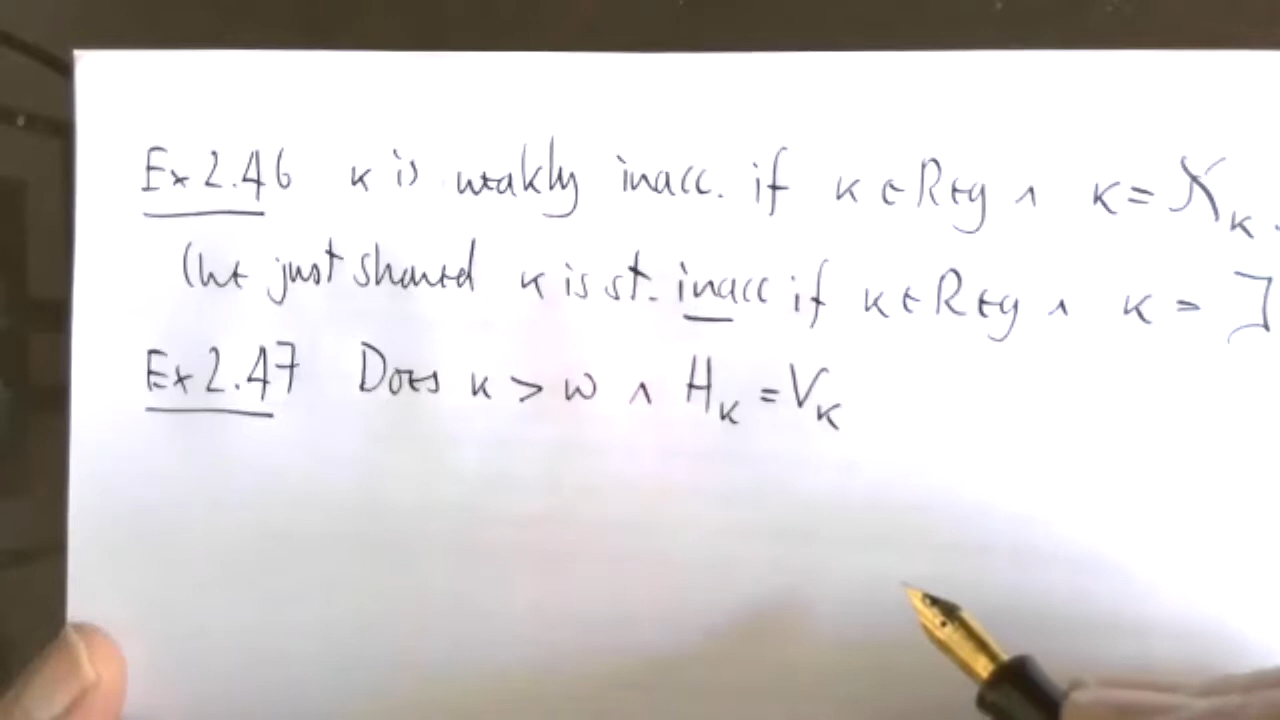 Ex 2.46 κ is weakly inacc. if κ ∈ Reg ∧ κ = ℵ_κ.
(We just showed κ is st. inacc if κ ∈ Reg ∧ κ =
Ex 2.47 Does κ > ω ∧ H_κ = V_κ